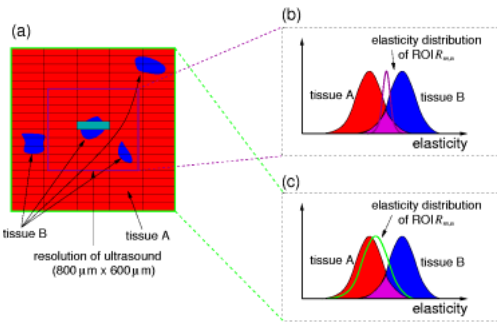 (a)
tissue B
tissue A
resolution of ultrasound
(800 μm x 600 μm)
(b)
elasticity distribution
of ROI
tissue A
tissue B
elasticity
(c)
elasticity distribution
of ROI
tissue A
tissue B
elasticity